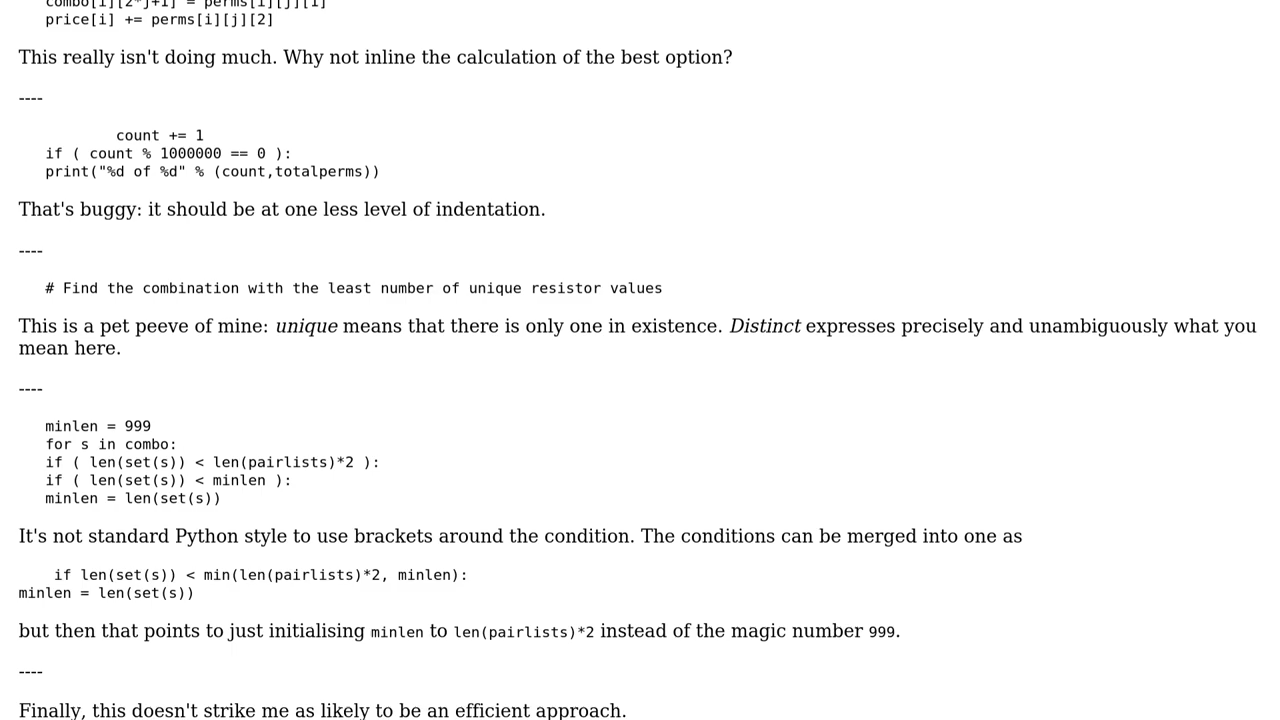 combo[i][2*j+1] = perms[i][j][1]
price[i] += perms[i][j][2]
This really isn't doing much. Why not inline the calculation of the best option?
----
count += 1
if ( count % 1000000 == 0 ):
print("%d of %d" % (count,totalperms))
That's buggy: it should be at one less level of indentation.
----
# Find the combination with the least number of unique resistor values
This is a pet peeve of mine: unique means that there is only one in existence. Distinct expresses precisely and unambiguously what you
mean here.
----
minlen = 999
for s in combo:
if ( len(set(s)) < len(pairlists)*2 ):
if ( len(set(s)) < minlen ):
minlen = len(set(s))
It's not standard Python style to use brackets around the condition. The conditions can be merged into one as
if len(set(s)) < min(len(pairlists)*2, minlen):
minlen = len(set(s))
but then that points to just initialising minlen to len(pairlists)*2 instead of the magic number 999.
----
Finally, this doesn't strike me as likely to be an efficient approach.